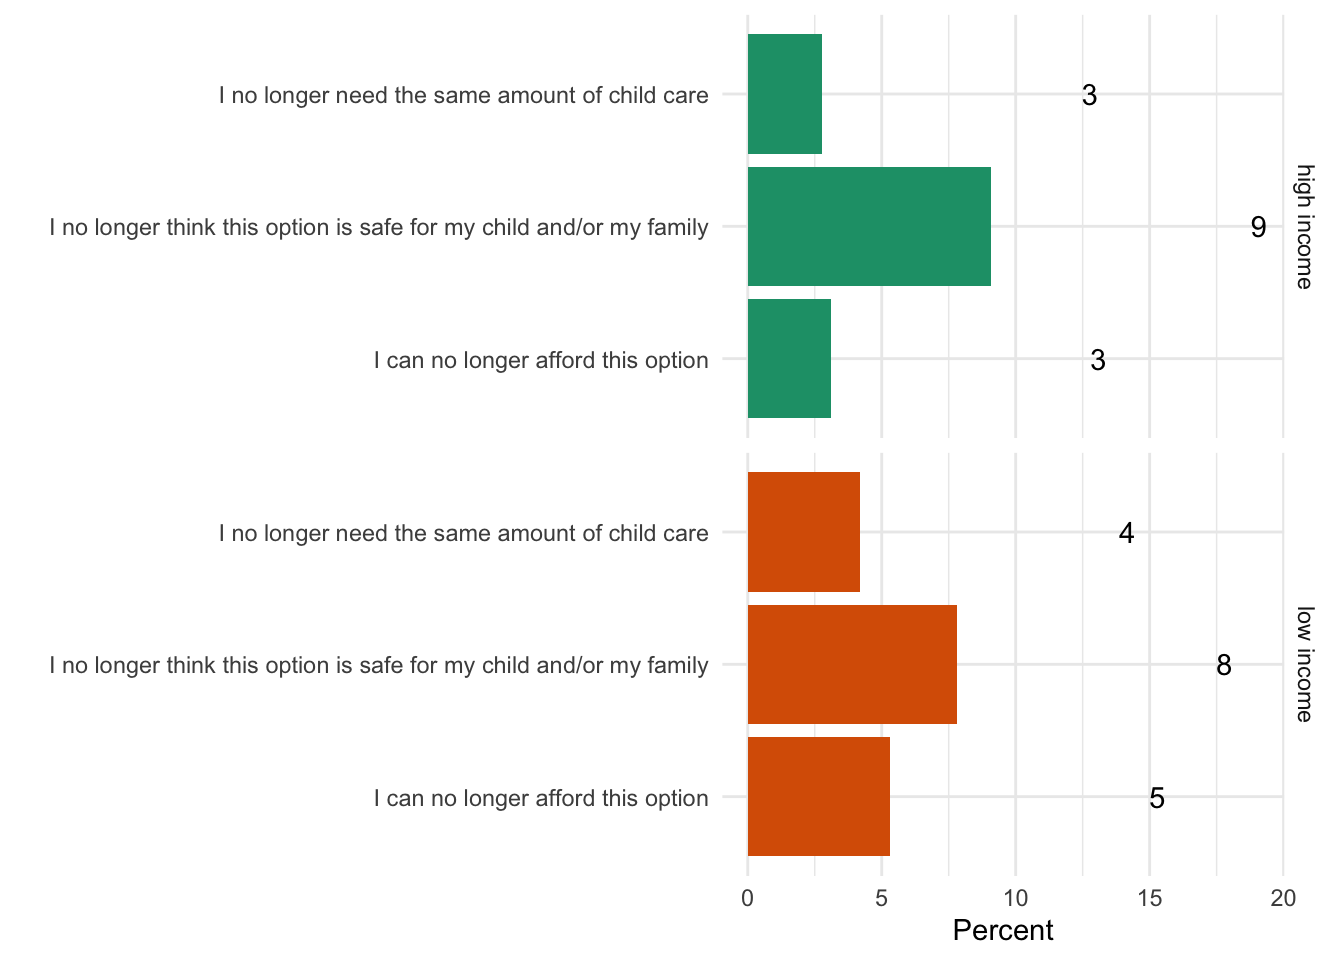 I no longer need the same amount of child care
3
I no longer think this option is safe for my child and/or my family
9
I can no longer afford this option
3
high income
I no longer need the same amount of child care
4
I no longer think this option is safe for my child and/or my family
8
I can no longer afford this option
5
low income
0 5 10 15 20
Percent